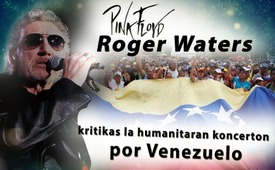 PINK FLOYD
Roger Waters
kritikas la humanitaran koncerton
por Venezuelo